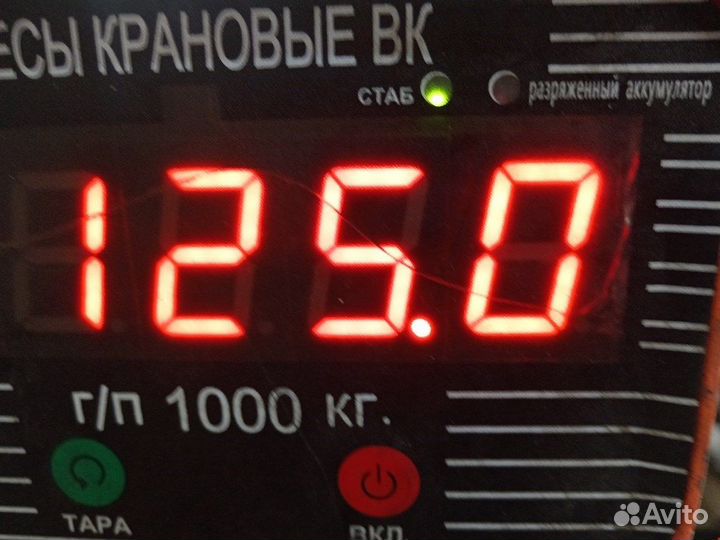 ЕСЫ КРАНОВЫЕ ВК
СТАБ разряженный аккумулятор
125.0
г/п 1000 кг.
ТАРА ВКЛ
Avito